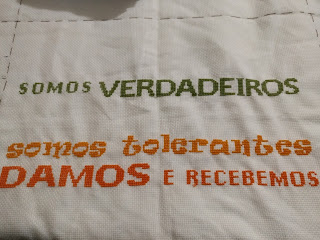 SOMOS VERDADEIROS
somos tolerantes
DAMOS E RECEBEMOS